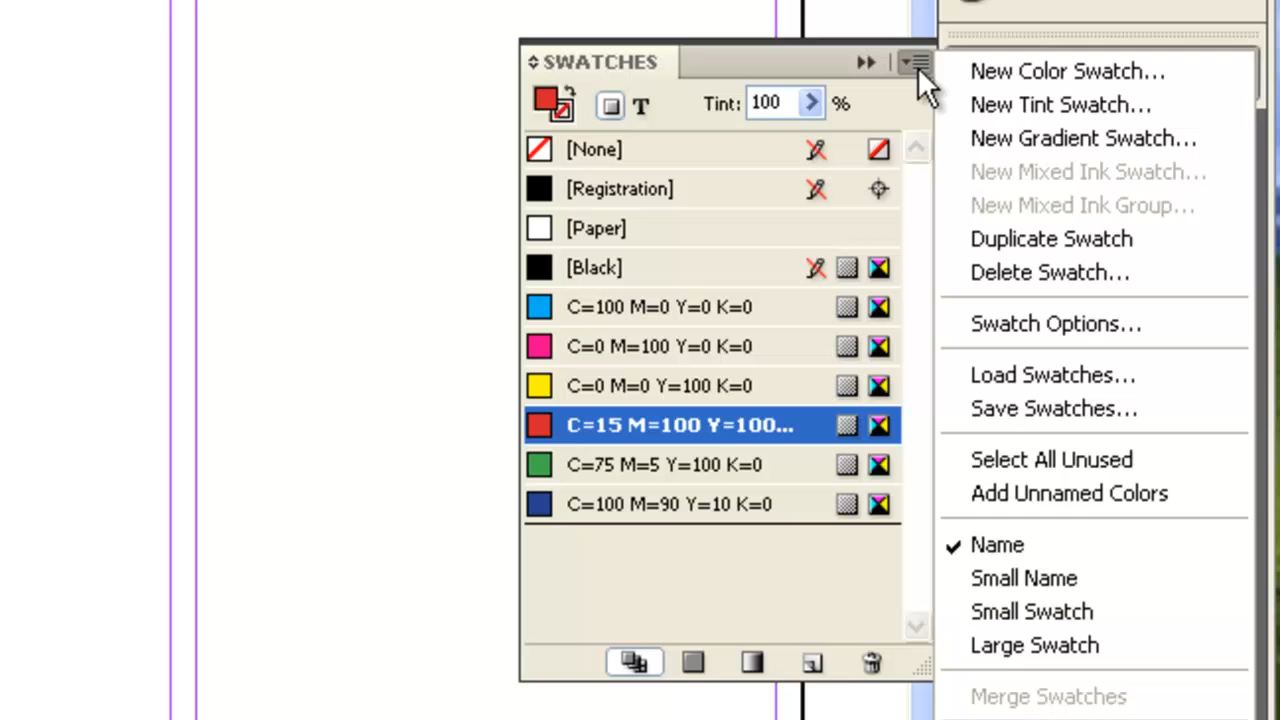 SWATCHES
T Tint: 100 %
[None]
[Registration]
[Paper]
[Black]
C=100 M=0 Y=0 K=0
C=0 M=100 Y=0 K=0
C=0 M=0 Y=100 K=0
C=15 M=100 Y=100...
C=75 M=5 Y=100 K=0
C=100 M=90 Y=10 K=0
New Color Swatch...
New Tint Swatch...
New Gradient Swatch...
New Mixed Ink Swatch...
New Mixed Ink Group...
Duplicate Swatch
Delete Swatch...
Swatch Options...
Load Swatches...
Save Swatches...
Select All Unused
Add Unnamed Colors
Name
Small Name
Small Swatch
Large Swatch
Merge Swatches